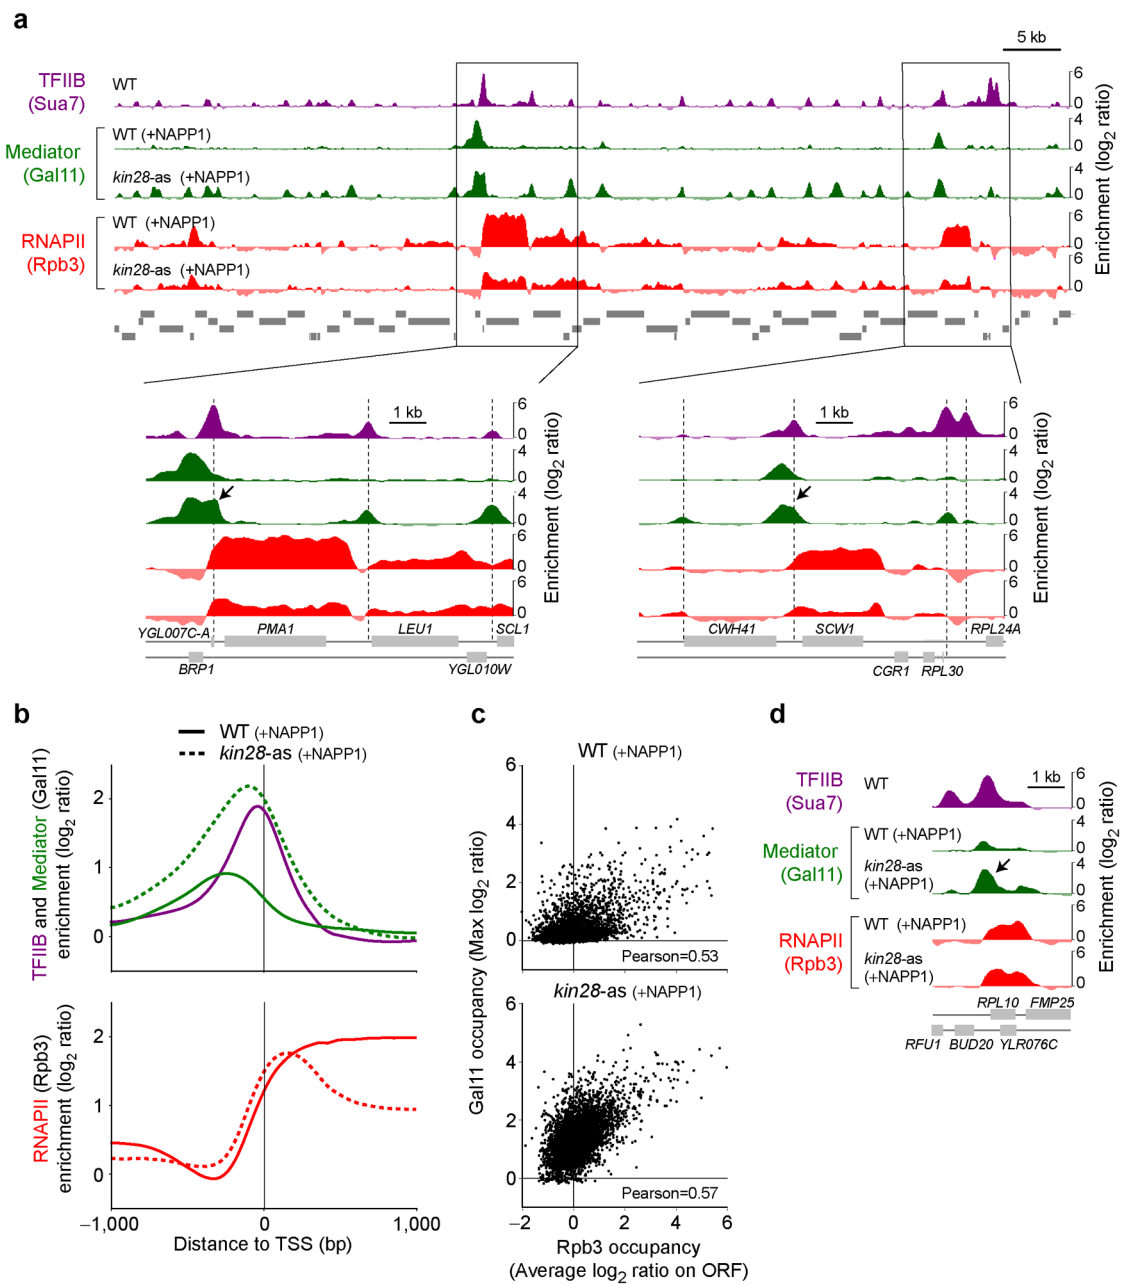 a
5 kb
TFIIB
(Sua7)
WT
6
0
Mediator
(Gal11)
WT (+NAPP1)
4
0
kin28-as (+NAPP1)
4
0
RNAPII
(Rpb3)
WT (+NAPP1)
6
0
kin28-as (+NAPP1)
6
0
Enrichment (log2 ratio)
1 kb
6
0
4
0
4
0
6
0
6
0
Enrichment (log2 ratio)
YGL007C-A
PMA1
LEU1
SCL1
BRP1
YGL010W
1 kb
6
0
4
0
4
0
6
0
6
0
Enrichment (log2 ratio)
CWH41
SCW1
RPL24A
CGR1
RPL30
b
WT (+NAPP1)
kin28-as (+NAPP1)
TFIIB and Mediator (Gal11)
enrichment (log2 ratio)
2
1
0
RNAPII (Rpb3)
enrichment (log2 ratio)
2
1
0
−1,000
0
1,000
Distance to TSS (bp)
c
WT (+NAPP1)
6
4
2
0
Pearson=0.53
kin28-as (+NAPP1)
6
4
2
0
Pearson=0.57
Gal11 occupancy (Max log2 ratio)
−2
0
2
4
6
Rpb3 occupancy
(Average log2 ratio on ORF)
d
TFIIB
(Sua7)
WT
1 kb
6
0
Mediator
(Gal11)
WT (+NAPP1)
4
0
kin28-as
(+NAPP1)
4
0
RNAPII
(Rpb3)
WT (+NAPP1)
6
0
kin28-as
(+NAPP1)
6
0
Enrichment (log2 ratio)
RPL10
FMP25
RFU1
BUD20
YLR076C